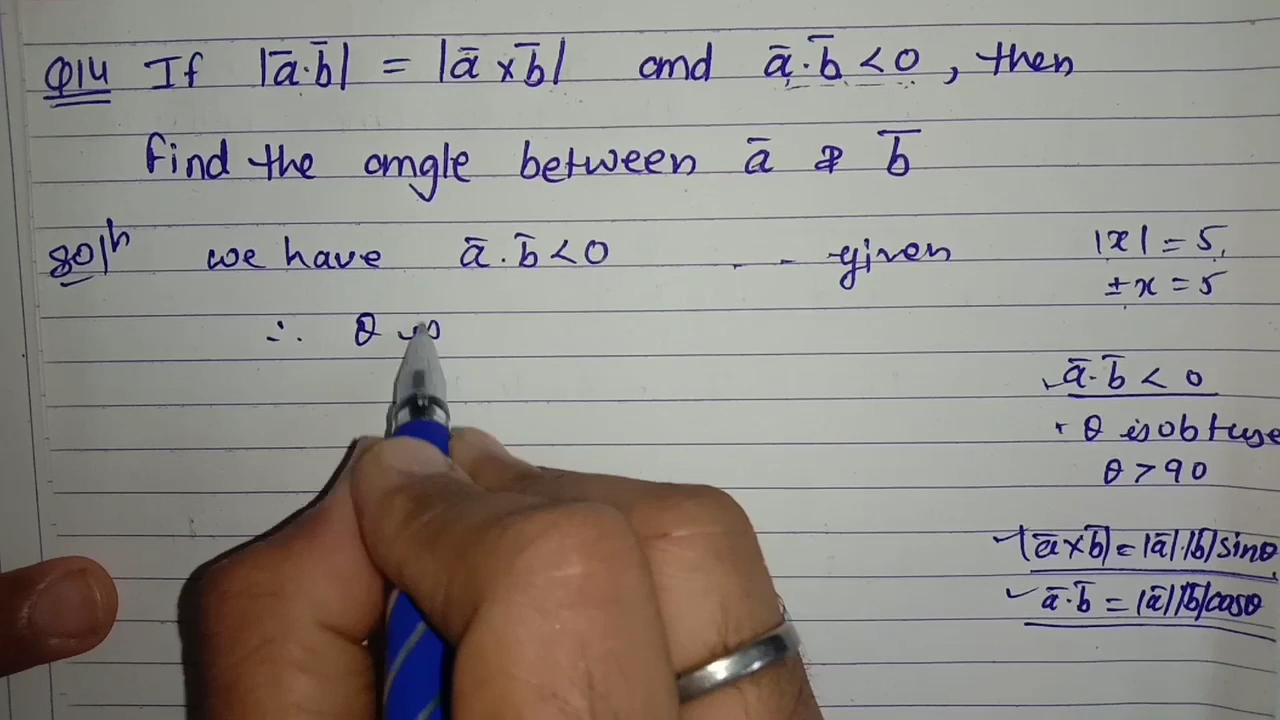 Q14 If |a̅·b̅| = |a̅ × b̅| and a̅·b̅ < 0, then
find the angle between a̅ & b̅
Solⁿ we have a̅·b̅ < 0 - - given
∴ θ
|x| = 5,
±x = 5
a̅·b̅ < 0
θ is obtuse
θ > 90
|a̅×b̅| = |a̅|·|b̅| sinθ
a̅·b̅ = |a̅||b̅| cosθ